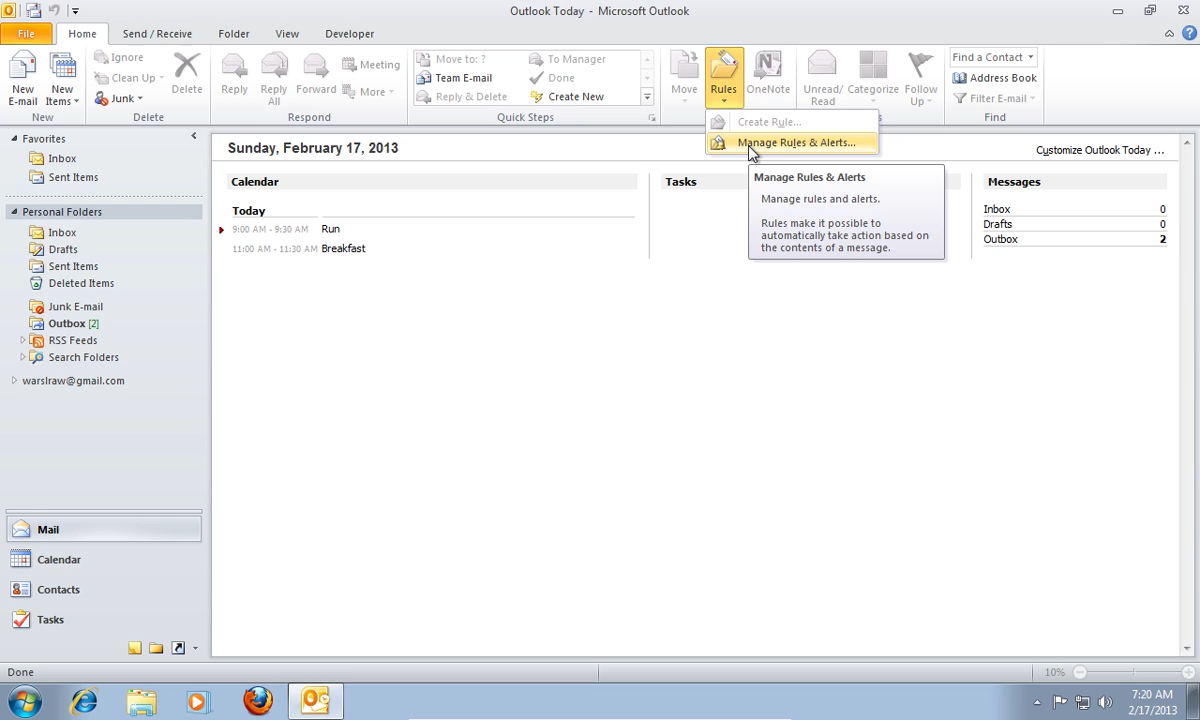 Outlook Today - Microsoft Outlook
File Home Send / Receive Folder View Developer
Ignore
Clean Up
Junk
New E-mail
New Items
Delete
Reply
Reply All
Forward
Meeting
More
Move to: ?
Team E-mail
Reply & Delete
To Manager
Done
Create New
Move
Rules
OneNote
Unread/ Read
Categorize
Follow Up
Find a Contact
Address Book
Filter E-mail
New Delete Respond Quick Steps Find
Create Rule...
Manage Rules & Alerts...
Manage Rules & Alerts
Manage rules and alerts.
Rules make it possible to
automatically take action based on
the contents of a message.
Favorites
Inbox
Sent Items
Personal Folders
Inbox
Drafts
Sent Items
Deleted Items
Junk E-mail
Outbox [2]
RSS Feeds
Search Folders
warslraw@gmail.com
Mail
Calendar
Contacts
Tasks
Sunday, February 17, 2013
Customize Outlook Today ...
Calendar
Today
9:00 AM - 9:30 AM Run
11:00 AM - 11:30 AM Breakfast
Tasks
Messages
Inbox 0
Drafts 0
Outbox 2
Done
10%
7:20 AM
2/17/2013